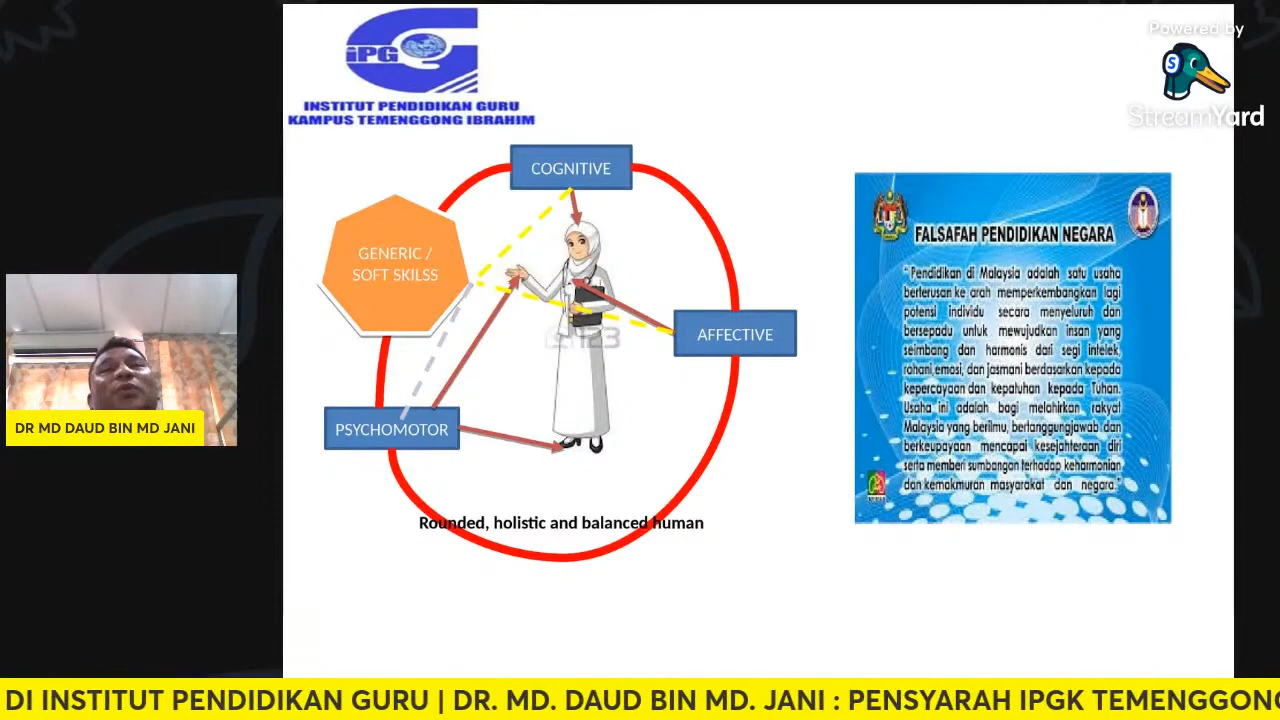 iPG
INSTITUT PENDIDIKAN GURU
KAMPUS TEMENGGONG IBRAHIM
Powered by
S
StreamYard
COGNITIVE
GENERIC /
SOFT SKILSS
AFFECTIVE
PSYCHOMOTOR
123
Rounded, holistic and balanced human
FALSAFAH PENDIDIKAN NEGARA
"Pendidikan di Malaysia adalah satu usaha
berterusan ke arah memperkembangkan lagi
potensi individu secara menyeluruh dan
bersepadu untuk mewujudkan insan yang
seimbang dan harmonis dari segi intelek,
rohani, emosi, dan jasmani berdasarkan kepada
kepercayaan dan kepatuhan kepada Tuhan.
Usaha ini adalah bagi melahirkan rakyat
Malaysia yang berilmu, bertanggungjawab dan
berkeupayaan mencapai kesejahteraan diri
serta memberi sumbangan terhadap keharmonian
dan kemakmuran masyarakat dan negara."
DR MD DAUD BIN MD JANI
DI INSTITUT PENDIDIKAN GURU | DR. MD. DAUD BIN MD. JANI : PENSYARAH IPGK TEMENGGONG